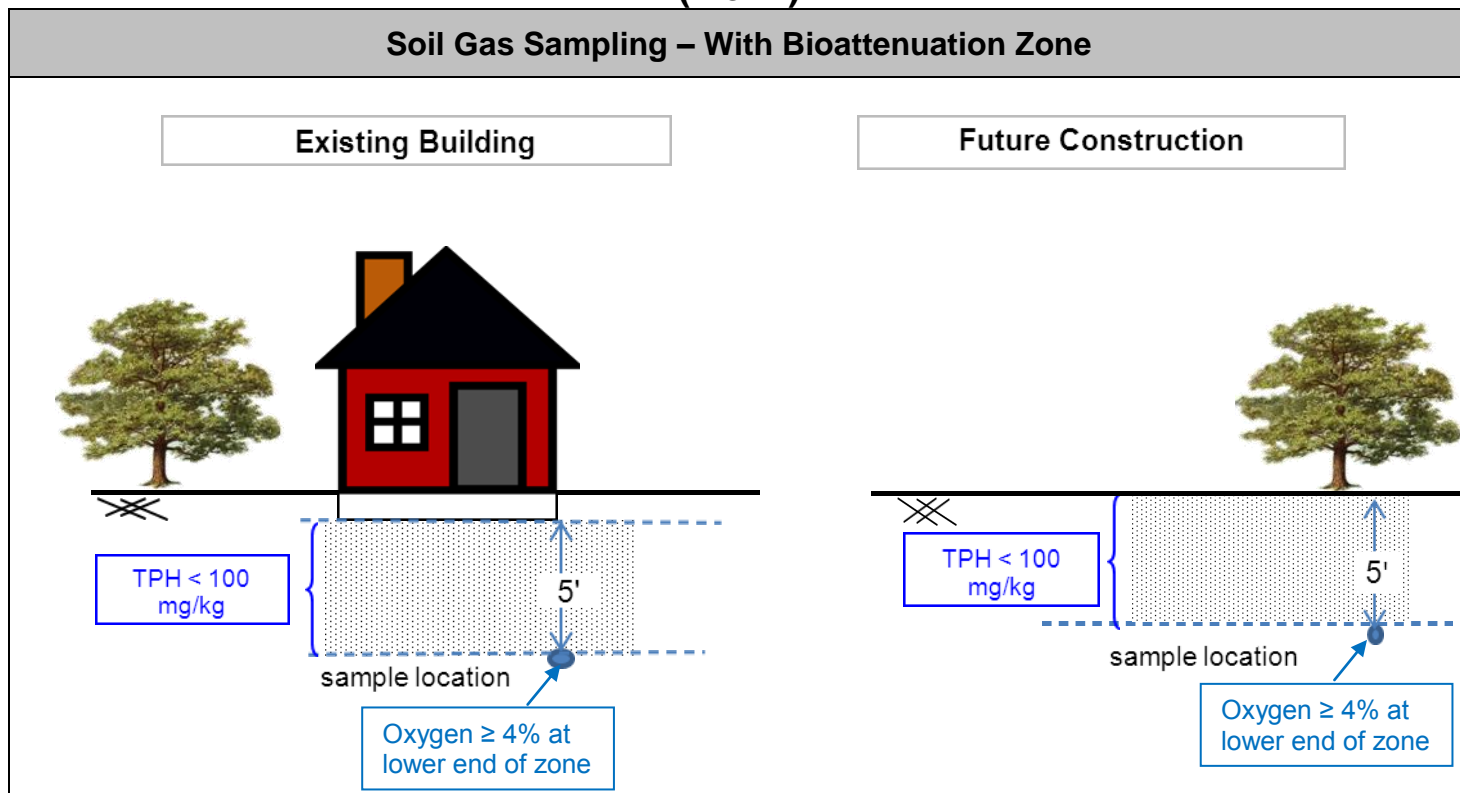 Soil Gas Sampling – With Bioattenuation Zone
Existing Building
Future Construction
TPH < 100
mg/kg
5'
sample location
Oxygen ≥ 4% at
lower end of zone
TPH < 100
mg/kg
5'
sample location
Oxygen ≥ 4% at
lower end of zone